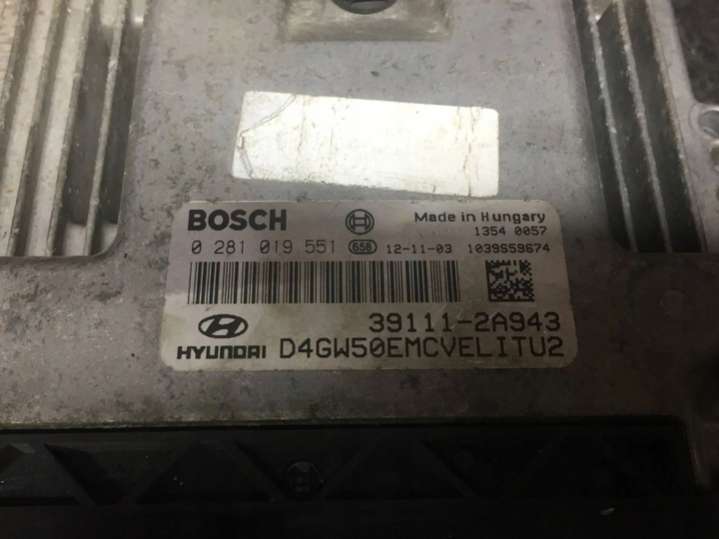 BOSCH Made in Hungary
1354 0057
0 281 019 551 658 12-11-03 1039S59674
39111-2A943
HYUNDAI D4GW50EMCVELITU2